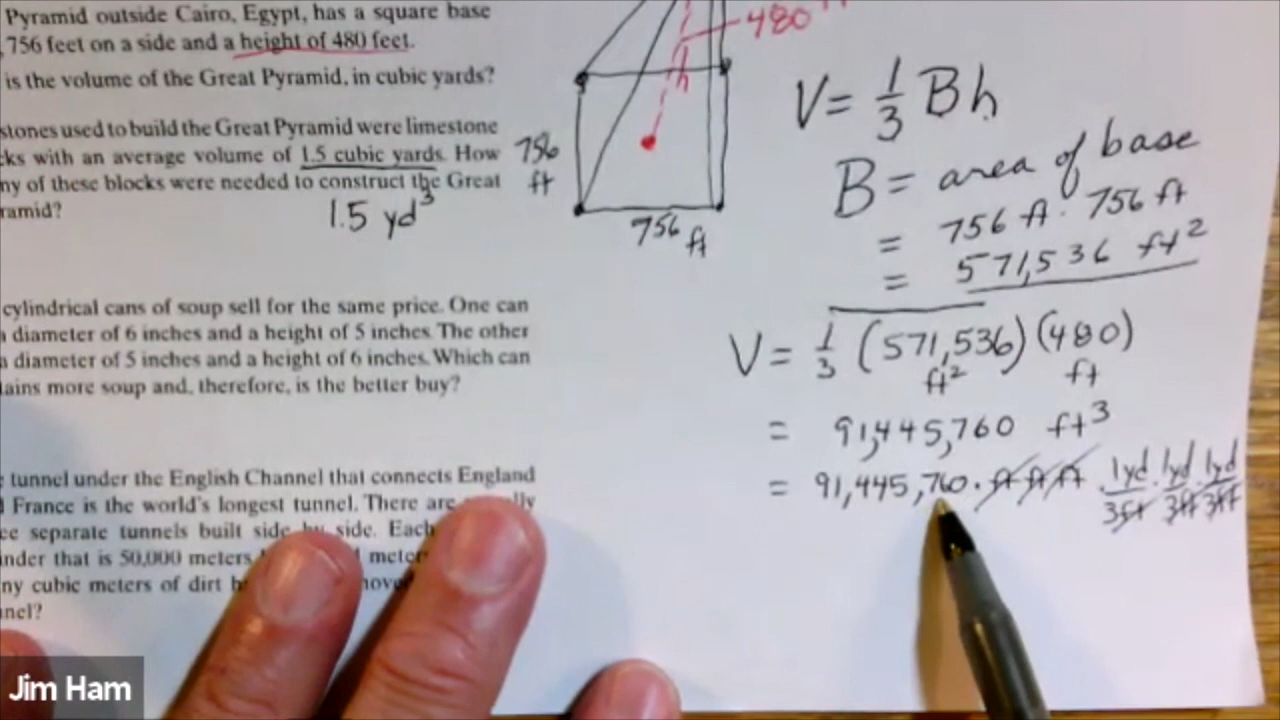 Pyramid outside Cairo, Egypt, has a square base
756 feet on a side and a height of 480 feet.
is the volume of the Great Pyramid, in cubic yards?
stones used to build the Great Pyramid were limestone
cks with an average volume of 1.5 cubic yards. How
ny of these blocks were needed to construct the Great
ramid?
1.5 yd³
480
h
756
ft
756 ft
V = 1/3 Bh
B = area of base
= 756 ft · 756 ft
= 571,536 ft²
V = 1/3 (571,536) (480)
ft² ft
= 91,445,760 ft³
= 91,445,760 · ft ft ft · 1yd/3ft · 1yd/3ft · 1yd/3ft
cylindrical cans of soup sell for the same price. One can
a diameter of 6 inches and a height of 5 inches. The other
a diameter of 5 inches and a height of 6 inches. Which can
tains more soup and, therefore, is the better buy?
tunnel under the English Channel that connects England
France is the world's longest tunnel. There are
separate tunnels built side by side. Each
nder that is 50,000 meters
ny cubic meters of dirt
nnel?
Jim Ham